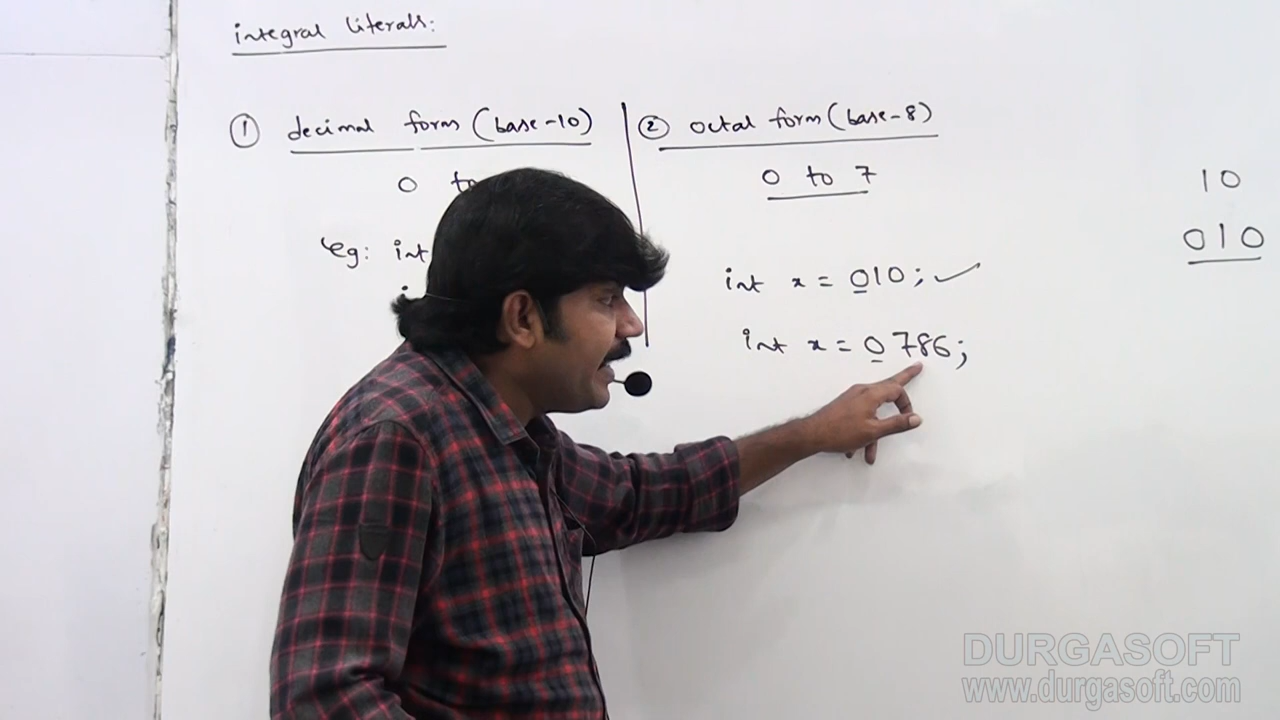 integral literals:
① decimal form (base-10)
0 to
eg: int
② octal form (base-8)
0 to 7
int x = 010; ✓
int x = 0786;
10
010
DURGASOFT
www.durgasoft.com